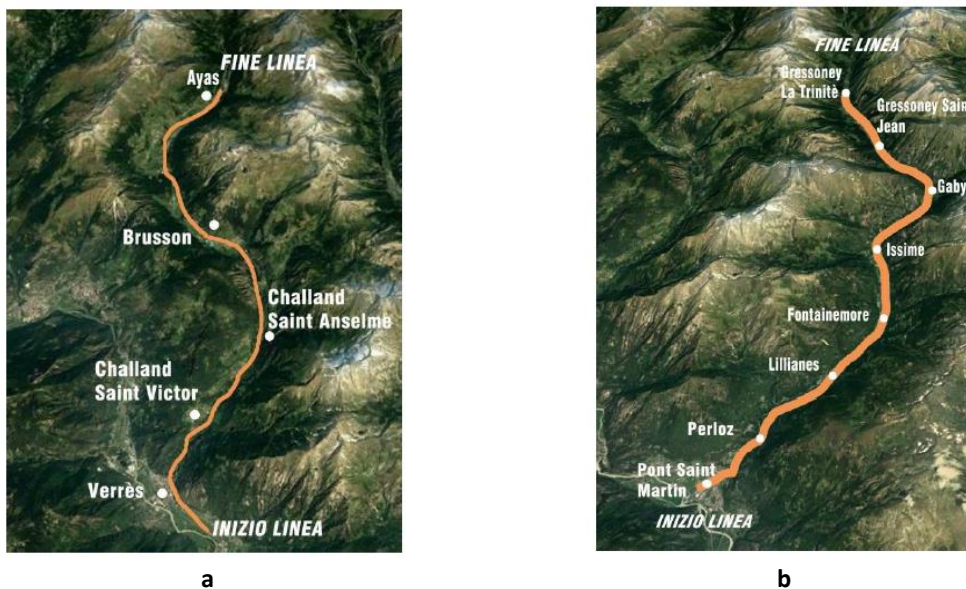 FINE LINEA
Ayas
Brusson
Challand
Saint Anselme
Challand
Saint Victor
Verrès
INIZIO LINEA
a
FINE LINEA
Gressoney
La Trinitè
Gressoney Sain
Jean
Gaby
Issime
Fontainemore
Lillianes
Perloz
Pont Saint
Martin
INIZIO LINEA
b